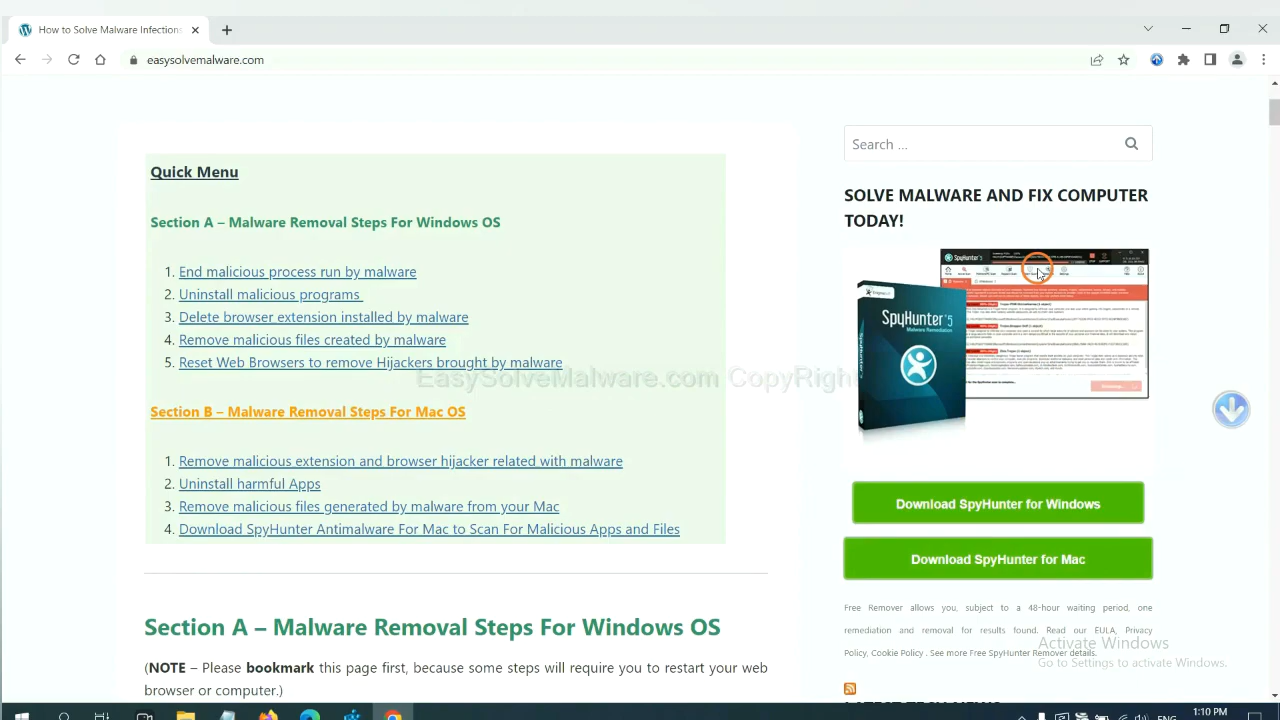 How to Solve Malware Infection
easysolvemalware.com
Quick Menu
Section A – Malware Removal Steps For Windows OS
1. End malicious process run by malware
2. Uninstall malicious programs
3. Delete browser extension installed by malware
4. Remove malicious files created by malware
5. Reset Web Browser to remove Hijackers brought by malware
Section B – Malware Removal Steps For Mac OS
1. Remove malicious extension and browser hijacker related with malware
2. Uninstall harmful Apps
3. Remove malicious files generated by malware from your Mac
4. Download SpyHunter Antimalware For Mac to Scan For Malicious Apps and Files
Section A – Malware Removal Steps For Windows OS
(NOTE – Please bookmark this page first, because some steps will require you to restart your web
browser or computer.)
Search ...
SOLVE MALWARE AND FIX COMPUTER
TODAY!
SpyHunter 5
SpyHunter 5
Malware Remediation
Download SpyHunter for Windows
Download SpyHunter for Mac
Free Remover allows you, subject to a 48-hour waiting period, one
remediation and removal for results found. Read our EULA, Privacy
Policy, Cookie Policy . See more Free SpyHunter Remover details.
Activate Windows
Go to Settings to activate Windows.
LATEST TECH NEWS
ENG
1:10 PM